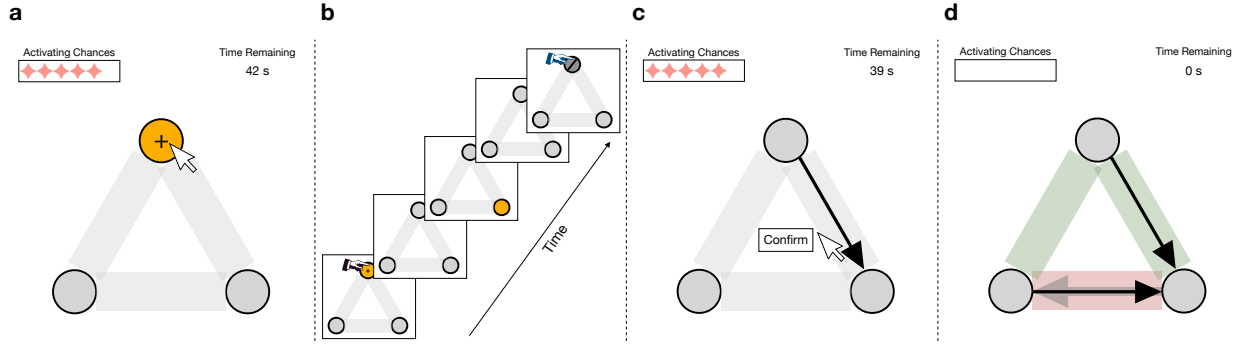 a
Activating Chances
Time Remaining
42 s
+
b
+
Time
c
Activating Chances
Time Remaining
39 s
Confirm
d
Activating Chances
Time Remaining
0 s